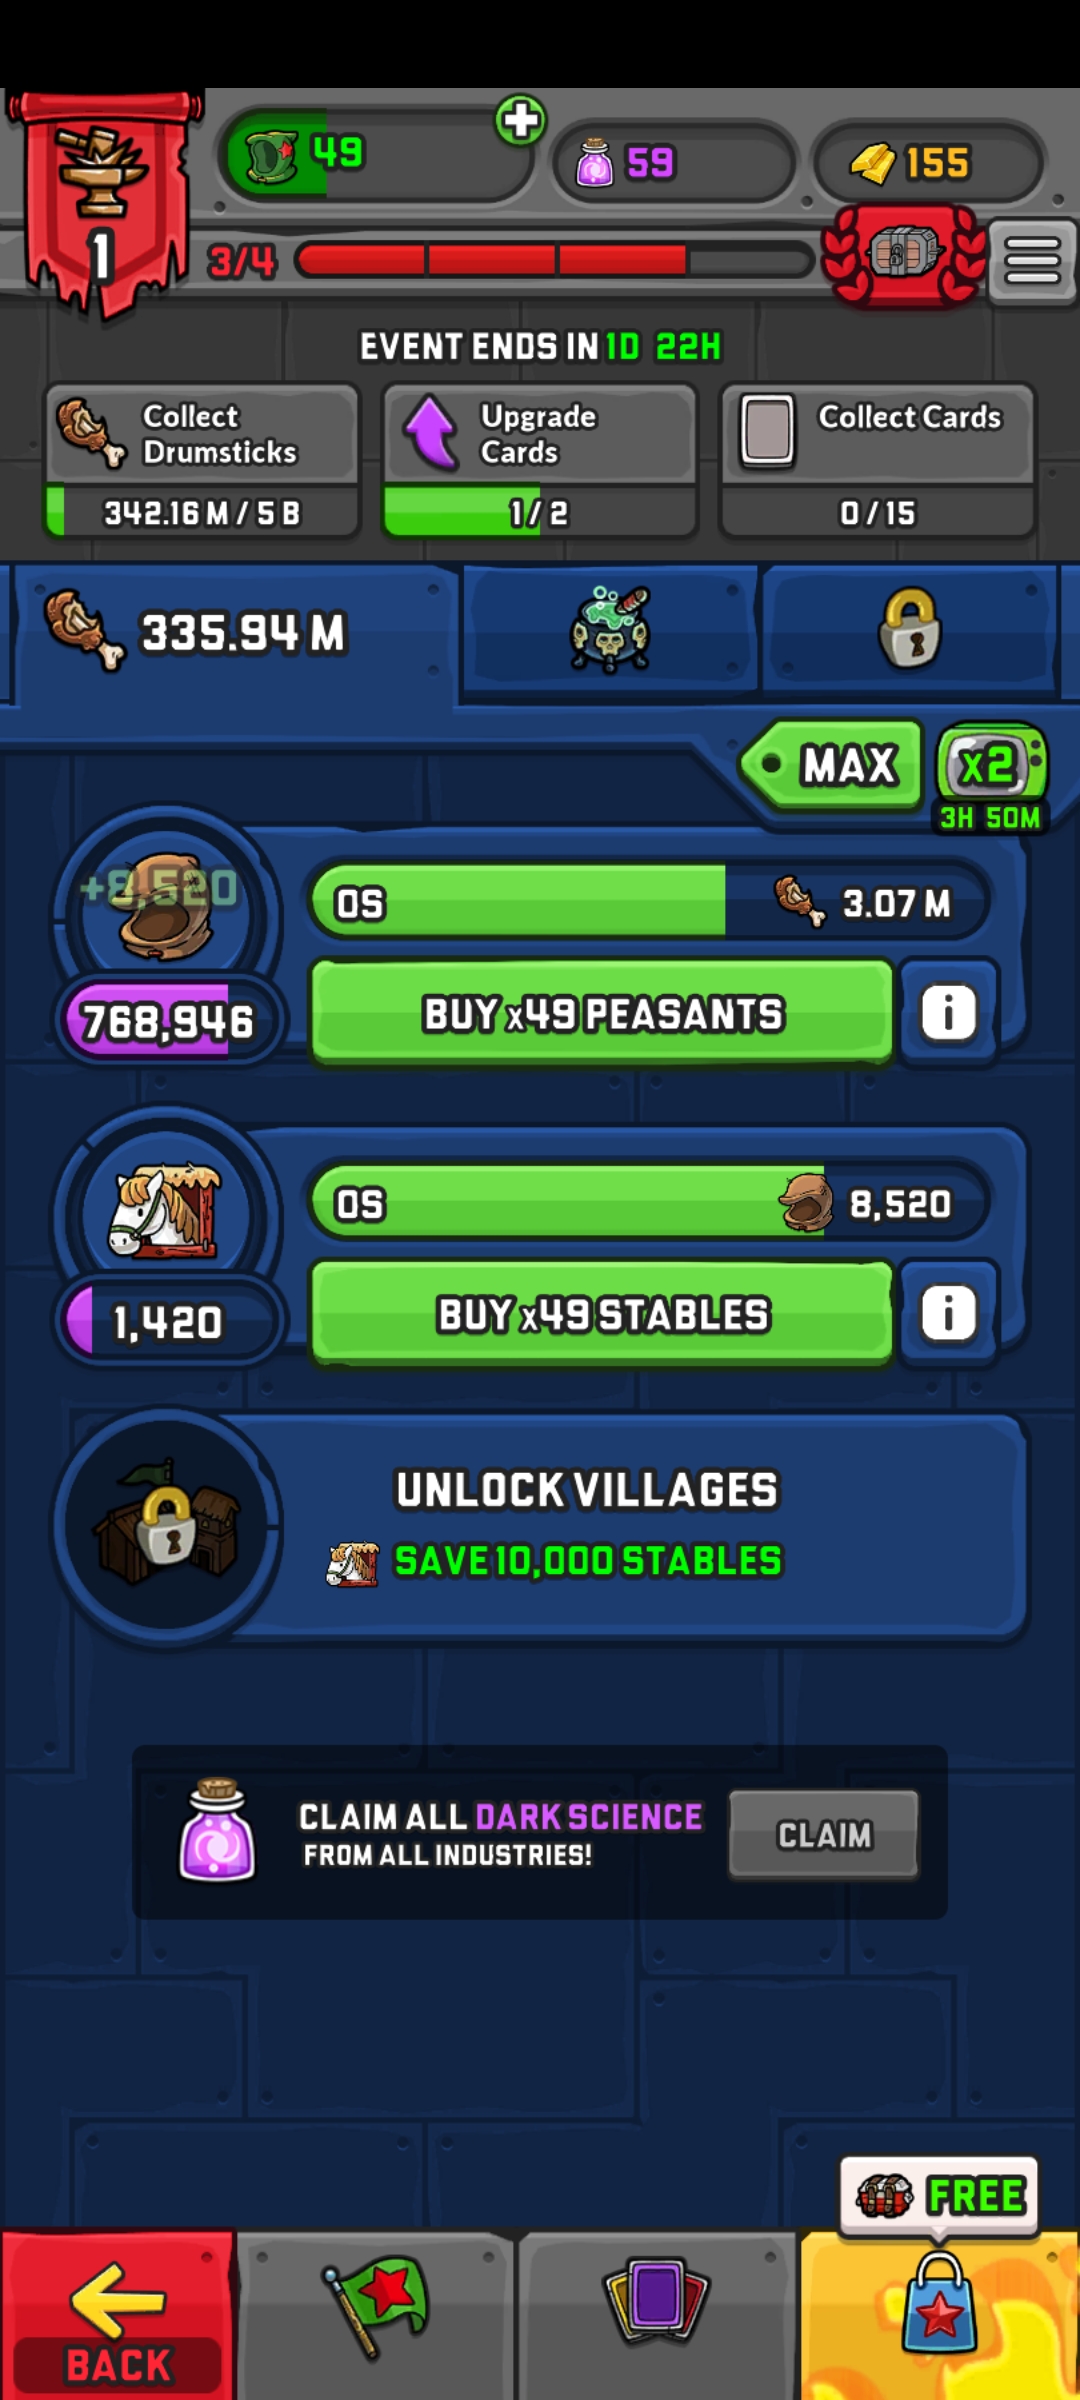 49
59
155
1
3/4
EVENT ENDS IN 1D 22H
Collect
Drumsticks
342.16 M / 5 B
Upgrade
Cards
1 / 2
Collect Cards
0 / 15
335.94 M
MAX
x2
3H 50M
+8,520
0S
3.07 M
768,946
BUY x49 PEASANTS
i
0S
8,520
1,420
BUY x49 STABLES
i
UNLOCK VILLAGES
SAVE 10,000 STABLES
CLAIM ALL DARK SCIENCE
FROM ALL INDUSTRIES!
CLAIM
FREE
BACK